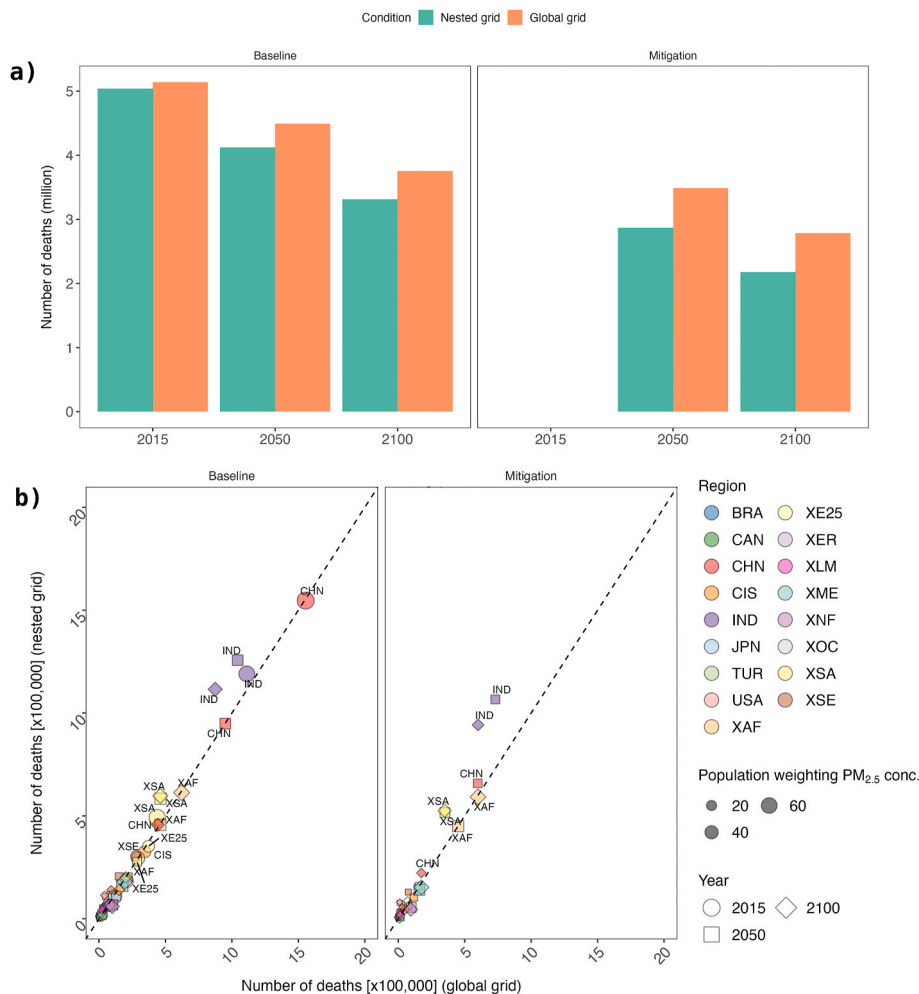 Condition Nested grid Global grid
a)
Baseline Mitigation
Number of deaths (million)
5
4
3
2
1
0
2015 2050 2100 2015 2050 2100
b)
Baseline Mitigation
Number of deaths [x100,000] (nested grid)
20
15
10
5
0
CHN
IND
IND
IND
CHN
XSA XAF
XSA XSA
CHN XAF
XSE XE25
CIS
XAF
XE25
IND
IND
CHN
XAF
XSA
XSA
XAF
CHN
0 5 10 15 20 0 5 10 15 20
Number of deaths [x100,000] (global grid)
Region
BRA XE25
CAN XER
CHN XLM
CIS XME
IND XNF
JPN XOC
TUR XSA
USA XSE
XAF
Population weighting PM2.5 conc.
20 60
40
Year
2015 2100
2050